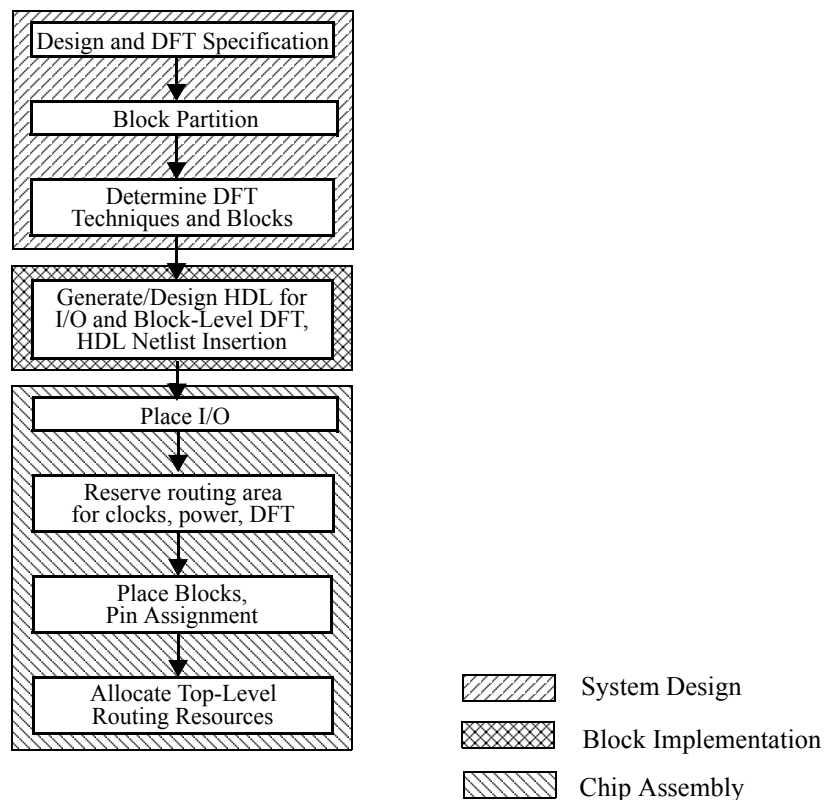 Design and DFT Specification
Block Partition
Determine DFT
Techniques and Blocks
Generate/Design HDL for
I/O and Block-Level DFT,
HDL Netlist Insertion
Place I/O
Reserve routing area
for clocks, power, DFT
Place Blocks,
Pin Assignment
Allocate Top-Level
Routing Resources
System Design
Block Implementation
Chip Assembly